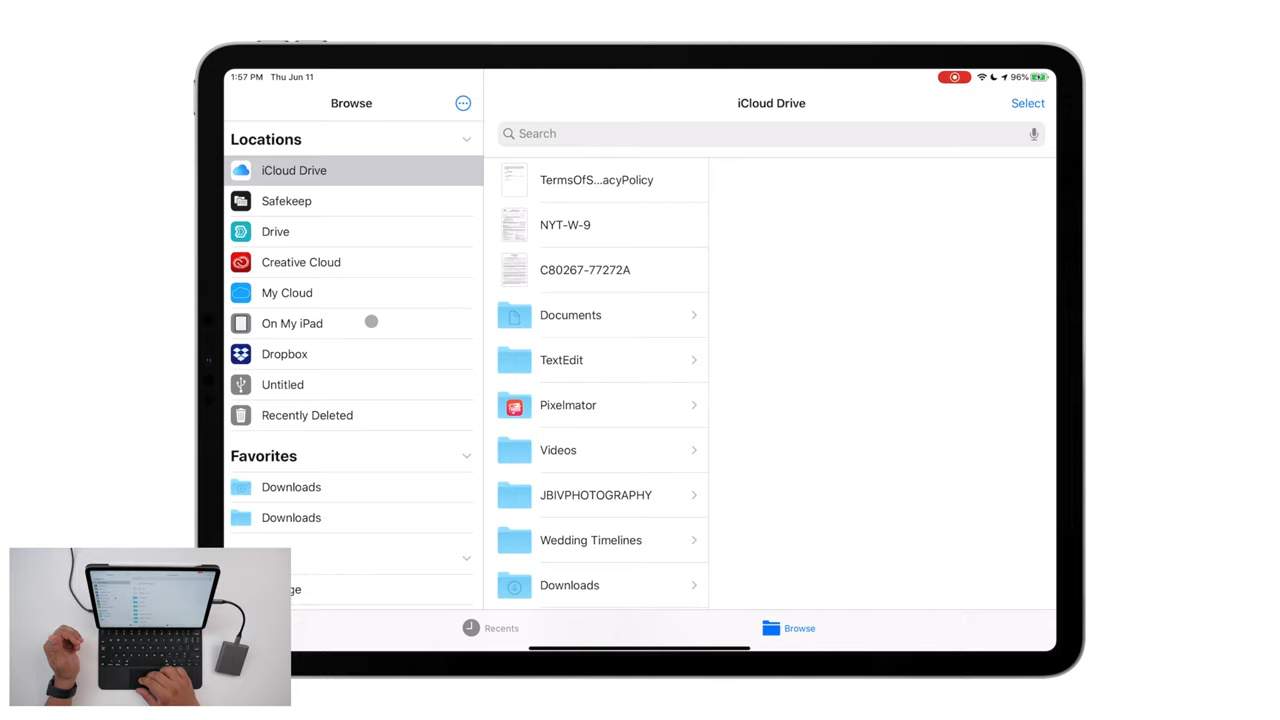 1:57 PM Thu Jun 11
96%
Browse
iCloud Drive
Select
Search
Locations
iCloud Drive
Safekeep
Drive
Creative Cloud
My Cloud
On My iPad
Dropbox
Untitled
Recently Deleted
Favorites
Downloads
Downloads
ge
TermsOfS...acyPolicy
NYT-W-9
C80267-77272A
Documents
TextEdit
Pixelmator
Videos
JBIVPHOTOGRAPHY
Wedding Timelines
Downloads
Recents
Browse